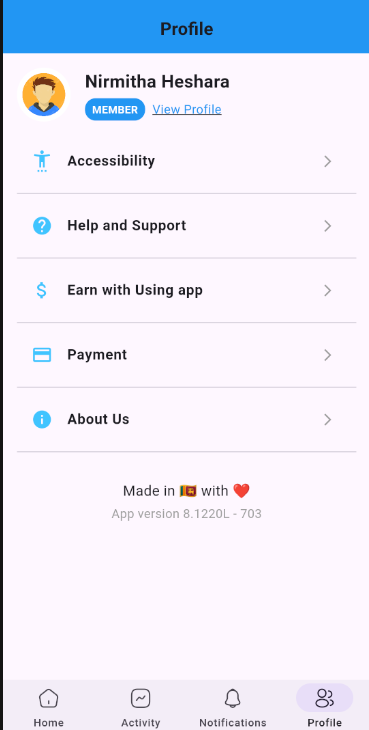 Profile
Nirmitha Heshara
MEMBER View Profile
Accessibility
Help and Support
Earn with Using app
Payment
About Us
Made in 🇱🇰 with ❤️
App version 8.1220L - 703
Home Activity Notifications Profile